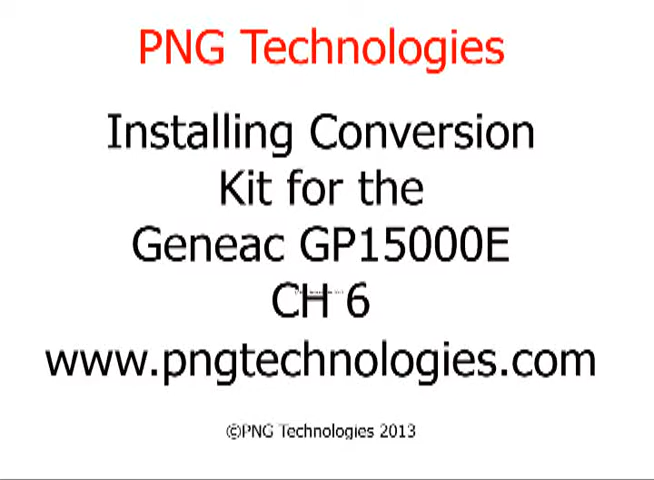 PNG Technologies
Installing Conversion
Kit for the
Geneac GP15000E
CH 6
www.pngtechnologies.com
©PNG Technologies 2013